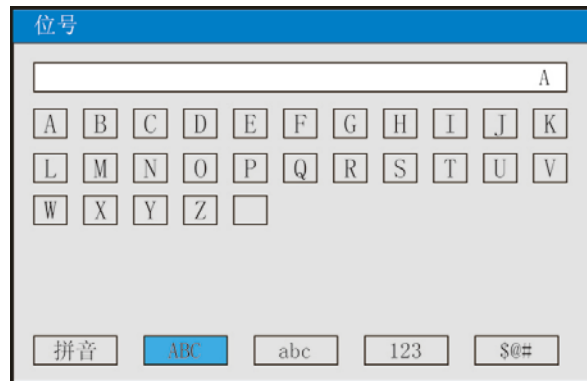 位号
A
A B C D E F G H I J K
L M N O P Q R S T U V
W X Y Z
拼音 ABC abc 123 $@#